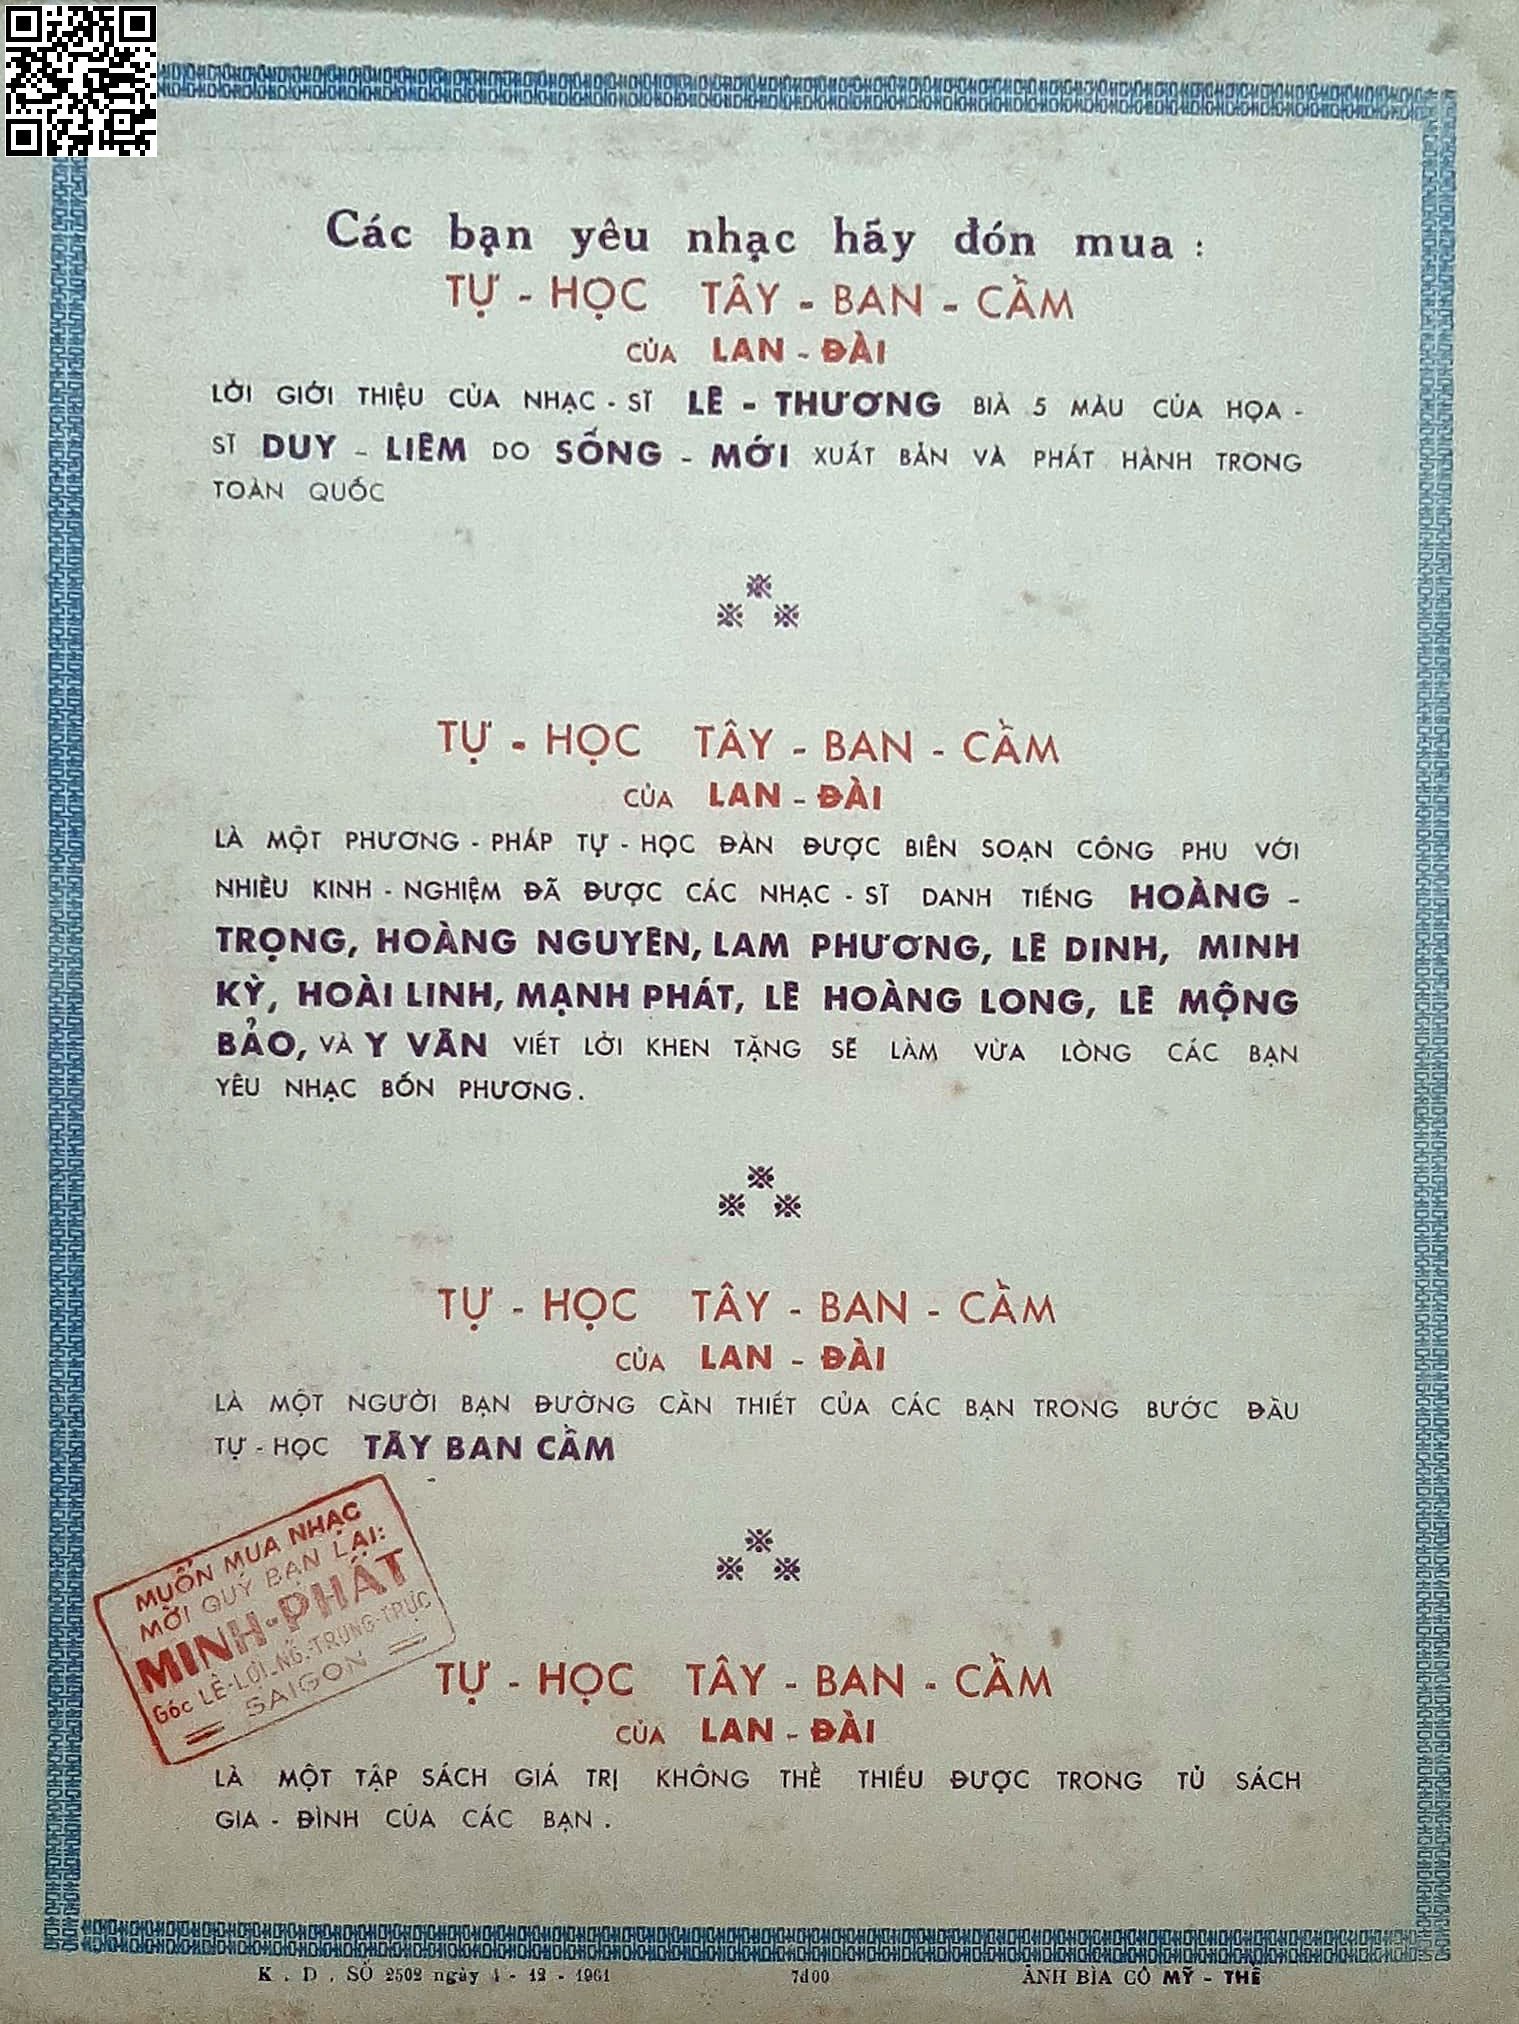 Các bạn yêu nhạc hãy đón mua :
TỰ - HỌC TÂY - BAN - CẦM
CỦA LAN - ĐÀI
LỜI GIỚI THIỆU CỦA NHẠC - SĨ LÊ - THƯƠNG BIÀ 5 MÀU CỦA HỌA -
SĨ DUY - LIÊM DO SỐNG - MỚI XUẤT BẢN VÀ PHÁT HÀNH TRONG
TOÀN QUỐC
TỰ - HỌC TÂY - BAN - CẦM
CỦA LAN - ĐÀI
LÀ MỘT PHƯƠNG - PHÁP TỰ - HỌC ĐÀN ĐƯỢC BIÊN SOẠN CÔNG PHU VỚI
NHIỀU KINH - NGHIỆM ĐÃ ĐƯỢC CÁC NHẠC - SĨ DANH TIẾNG HOÀNG -
TRỌNG, HOÀNG NGUYÊN, LAM PHƯƠNG, LÊ DINH, MINH
KỲ, HOÀI LINH, MẠNH PHÁT, LÊ HOÀNG LONG, LÊ MỘNG
BẢO, VÀ Y VÂN VIẾT LỜI KHEN TẶNG SẼ LÀM VỪA LÒNG CÁC BẠN
YÊU NHẠC BỐN PHƯƠNG.
TỰ - HỌC TÂY - BAN - CẦM
CỦA LAN - ĐÀI
LÀ MỘT NGƯỜI BẠN ĐƯỜNG CẦN THIẾT CỦA CÁC BẠN TRONG BƯỚC ĐẦU
TỰ - HỌC TÂY BAN CẦM
MUỐN MUA NHẠC
MỜI QUÝ BẠN LẠI:
MINH-PHÁT
Góc LÊ-LỢI_NG.-TRUNG-TRỰC
SAIGON
TỰ - HỌC TÂY - BAN - CẦM
CỦA LAN - ĐÀI
LÀ MỘT TẬP SÁCH GIÁ TRỊ KHÔNG THỂ THIẾU ĐƯỢC TRONG TỦ SÁCH
GIA - ĐÌNH CỦA CÁC BẠN .
K . D . SỐ 2502 ngày 4 - 12 - 1961 7đ00 ẢNH BÌA CÔ MỸ - THỂ